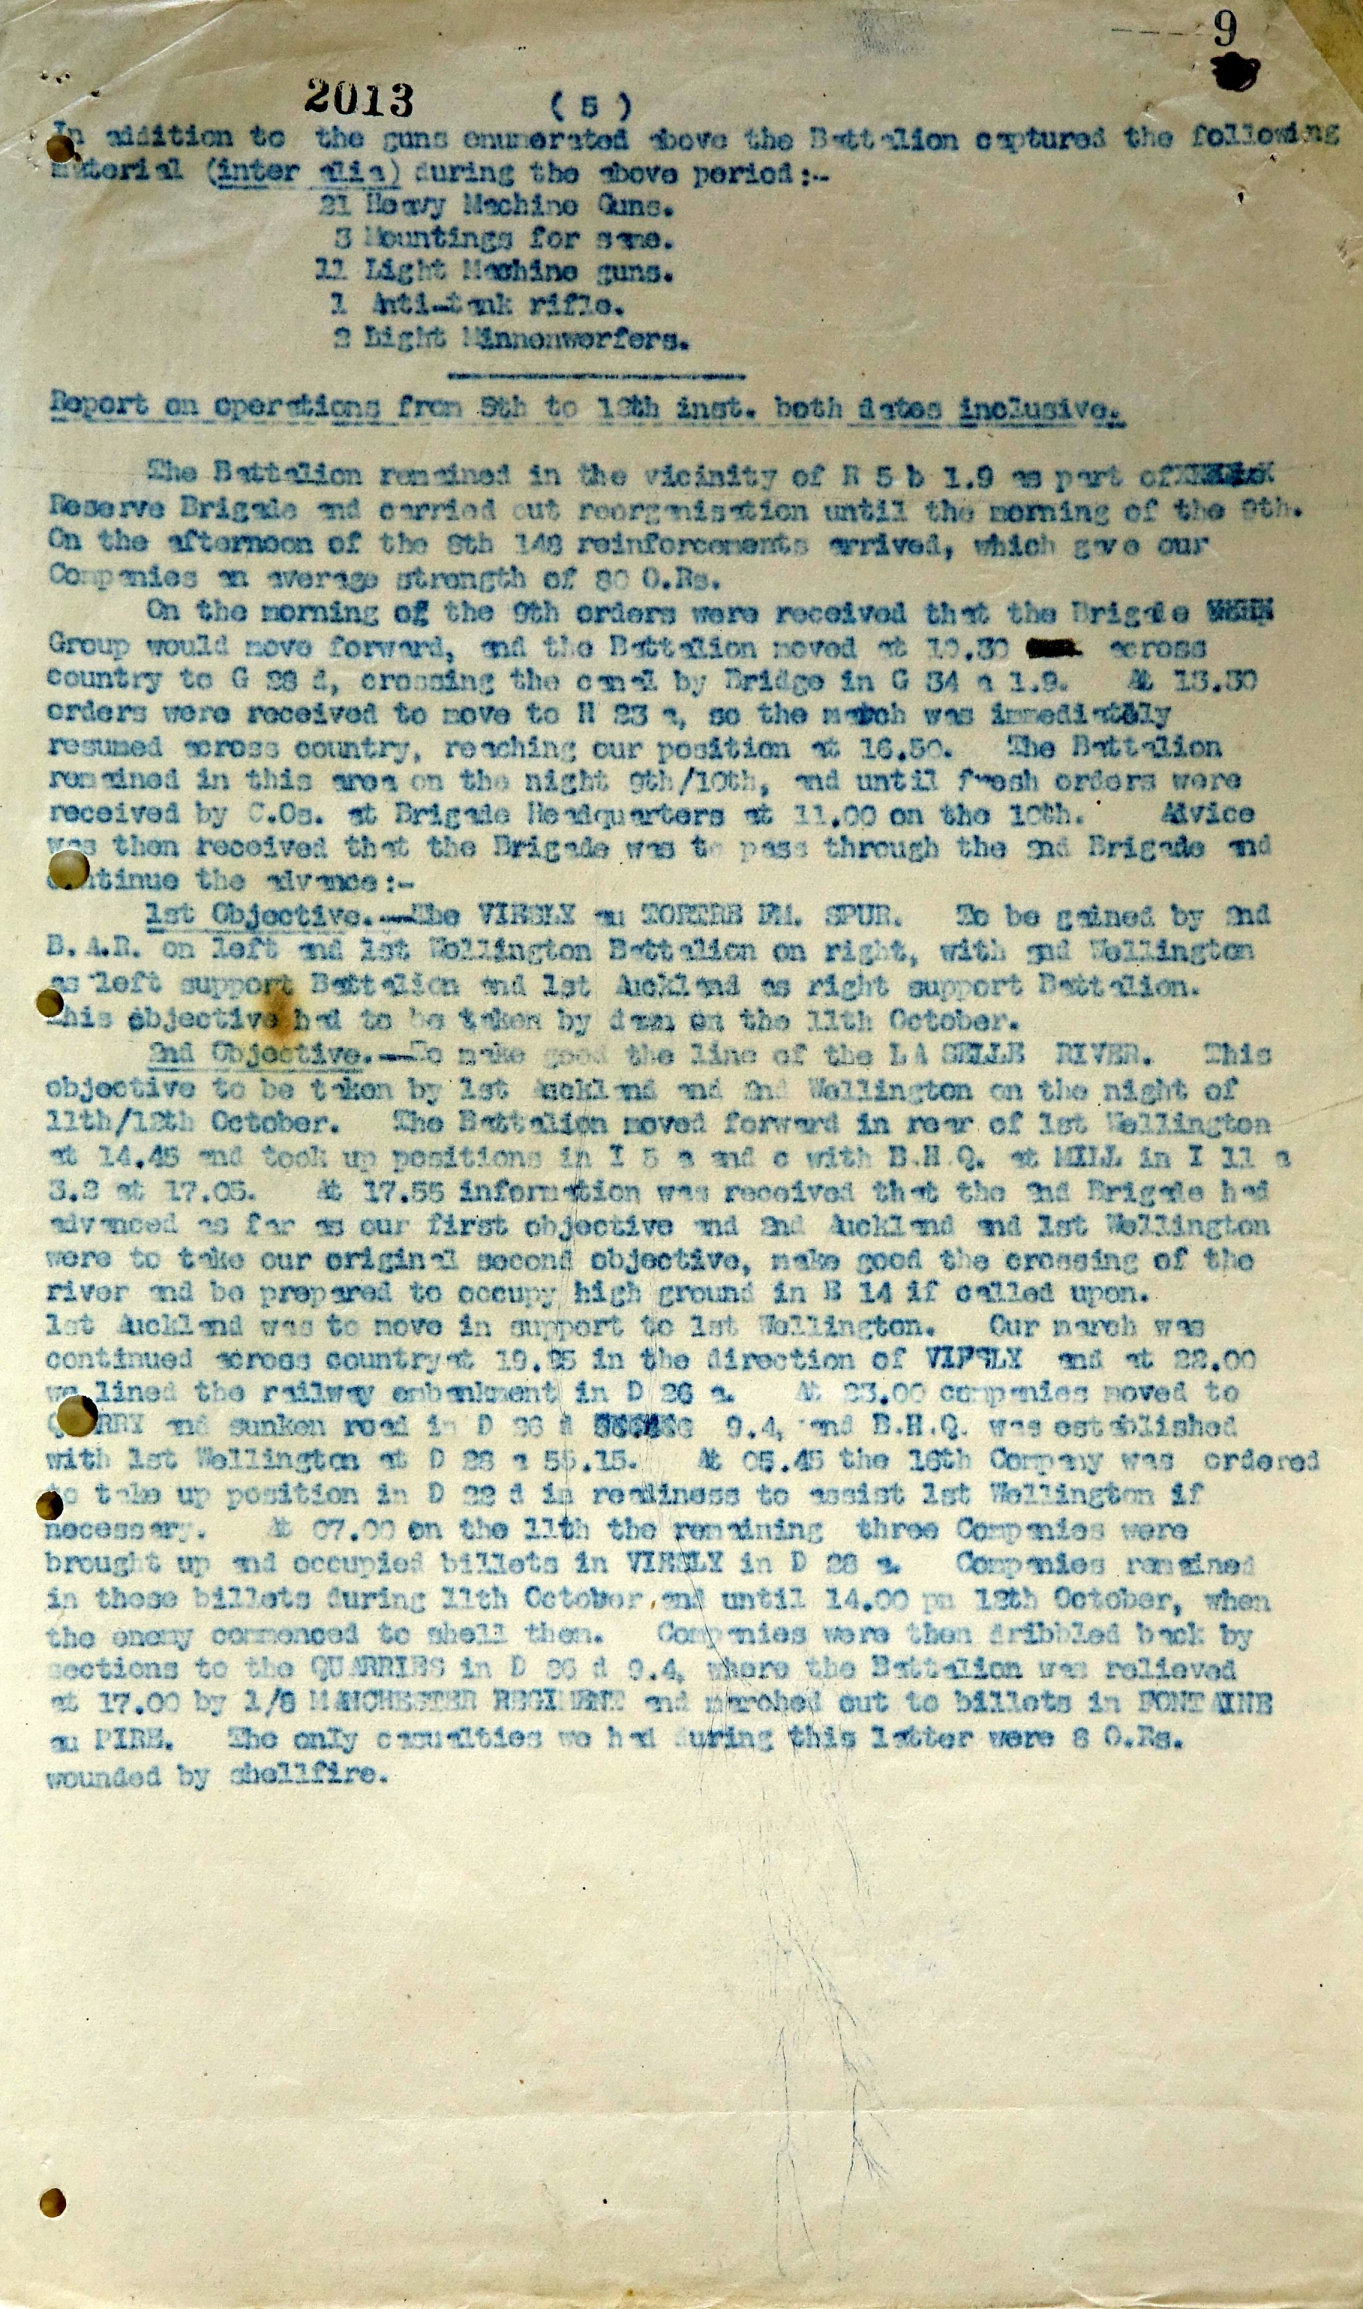 9
2013 ( 5 )
In addition to the guns enumerated above the Battalion captured the following
material (inter alia) during the above period:-
21 Heavy Machine Guns.
3 Mountings for same.
11 Light Machine guns.
1 Anti-tank rifle.
2 Light Minnenwerfers.
Report on operations from 5th to 12th inst. both dates inclusive.
The Battalion remained in the vicinity of H 5 b 1.9 as part of
Reserve Brigade and carried out reorganisation until the morning of the 9th.
On the afternoon of the 8th 148 reinforcements arrived, which gave our
Companies an average strength of 80 O.Rs.
On the morning of the 9th orders were received that the Brigade
Group would move forward, and the Battalion moved at 10.30 across
country to G 28 d, crossing the canal by Bridge in G 34 a 1.9. At 13.30
orders were received to move to H 23 a, so the march was immediately
resumed across country, reaching our position at 16.50. The Battalion
remained in this area on the night 9th/10th, and until fresh orders were
received by C.Os. at Brigade Headquarters at 11.00 on the 10th. Advice
was then received that the Brigade was to pass through the 2nd Brigade and
continue the advance:-
1st Objective.—The VIESLY au TORTRE FM. SPUR. To be gained by 2nd
B.A.R. on left and 1st Wellington Battalion on right, with 2nd Wellington
as left support Battalion and 1st Auckland as right support Battalion.
This objective had to be taken by dawn on the 11th October.
2nd Objective.—To make good the line of the LA SELLE RIVER. This
objective to be taken by 1st Auckland and 2nd Wellington on the night of
11th/12th October. The Battalion moved forward in rear of 1st Wellington
at 14.45 and took up positions in I 5 a and c with B.H.Q. at MILL in I 11 a
3.2 at 17.05. At 17.55 information was received that the 2nd Brigade had
advanced as far as our first objective and 2nd Auckland and 1st Wellington
were to take our original second objective, make good the crossing of the
river and be prepared to occupy high ground in E 14 if called upon.
1st Auckland was to move in support to 1st Wellington. Our march was
continued across country at 19.25 in the direction of VIESLY and at 22.00
we lined the railway embankment in D 26 a. At 23.00 companies moved to
QUARRY and sunken road in D 26 d 9.4, and B.H.Q. was established
with 1st Wellington at D 28 a 55.15. At 05.45 the 16th Company was ordered
to take up position in D 22 d in readiness to assist 1st Wellington if
necessary. At 07.00 on the 11th the remaining three Companies were
brought up and occupied billets in VIESLY in D 28 a. Companies remained
in these billets during 11th October and until 14.00 pm 12th October, when
the enemy commenced to shell them. Companies were then dribbled back by
sections to the QUARRIES in D 26 d 9.4, where the Battalion was relieved
at 17.00 by 1/8 MANCHESTER REGIMENT and marched out to billets in FONTAINE
au PIRE. The only casualties we had during this latter were 8 O.Rs.
wounded by shellfire.